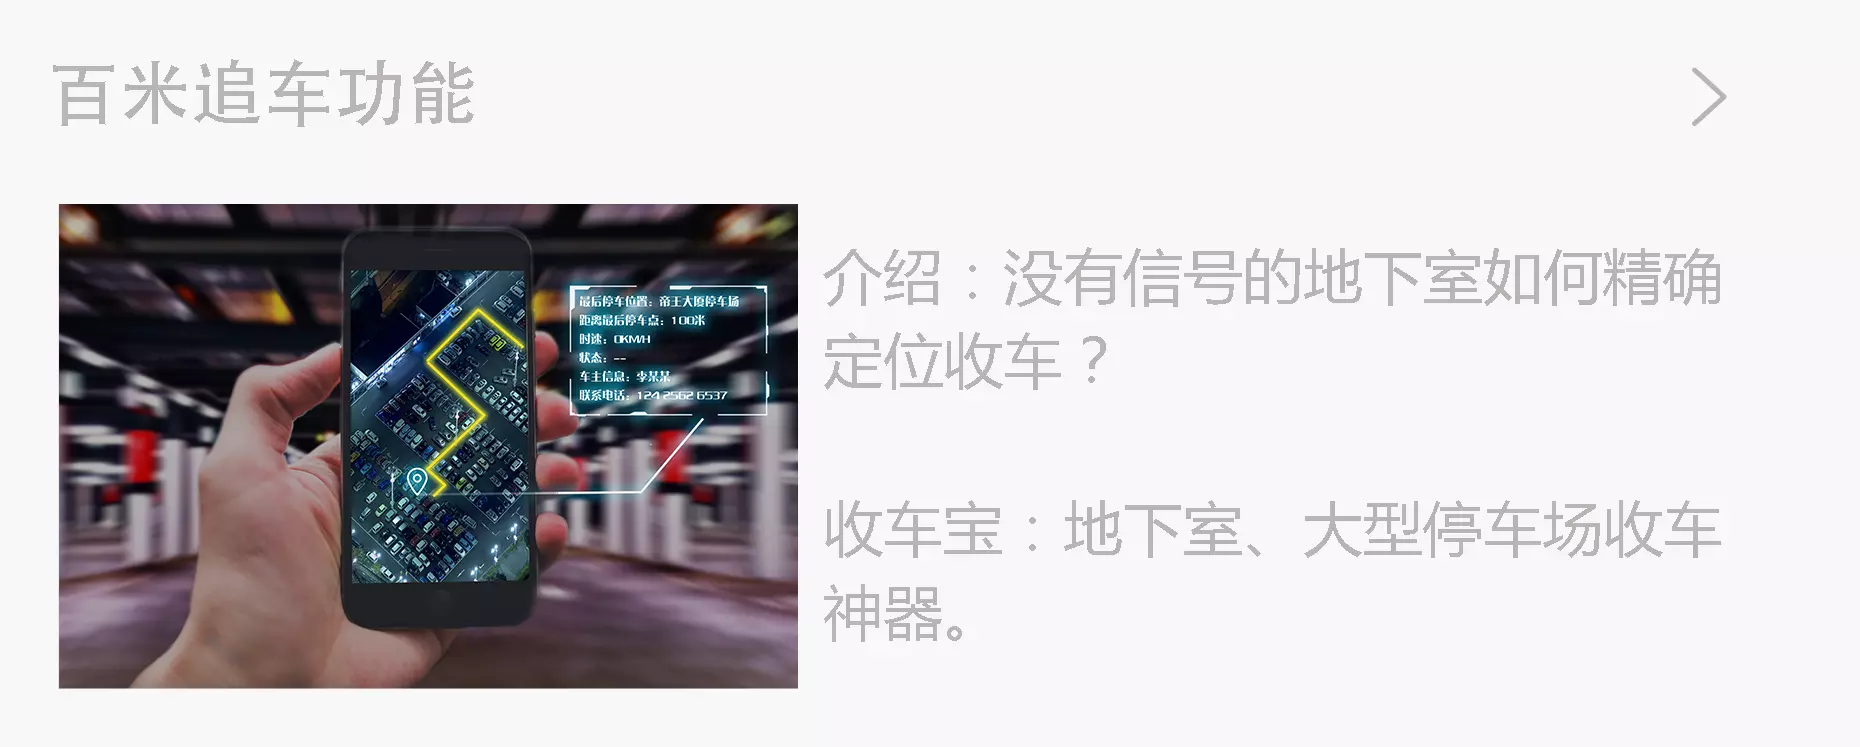 百米追车功能
最后停车位置：帝王大厦停车场
距离最后停车点：100米
时速：0KM/H
状态：--
车主信息：李某某
联系电话：124 2562 6537
介绍：没有信号的地下室如何精确
定位收车？
收车宝：地下室、大型停车场收车
神器。